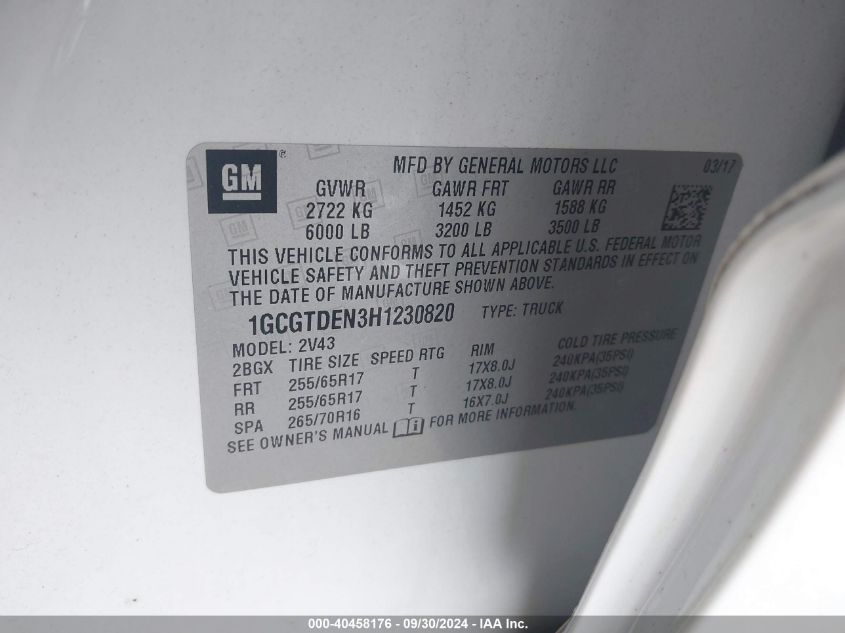 GM ®
MFD BY GENERAL MOTORS LLC 03/17
GVWR GAWR FRT GAWR RR
2722 KG 1452 KG 1588 KG
6000 LB 3200 LB 3500 LB
THIS VEHICLE CONFORMS TO ALL APPLICABLE U.S. FEDERAL MOTOR
VEHICLE SAFETY AND THEFT PREVENTION STANDARDS IN EFFECT ON
THE DATE OF MANUFACTURE SHOWN ABOVE.
1GCGTDEN3H1230820 TYPE: TRUCK
MODEL: 2V43
2BGX TIRE SIZE SPEED RTG RIM COLD TIRE PRESSURE
FRT 255/65R17 T 17X8.0J 240KPA(35PSI)
RR 255/65R17 T 17X8.0J 240KPA(35PSI)
SPA 265/70R16 T 16X7.0J 240KPA(35PSI)
SEE OWNER'S MANUAL FOR MORE INFORMATION.
000-40458176 - 09/30/2024 - IAA Inc.